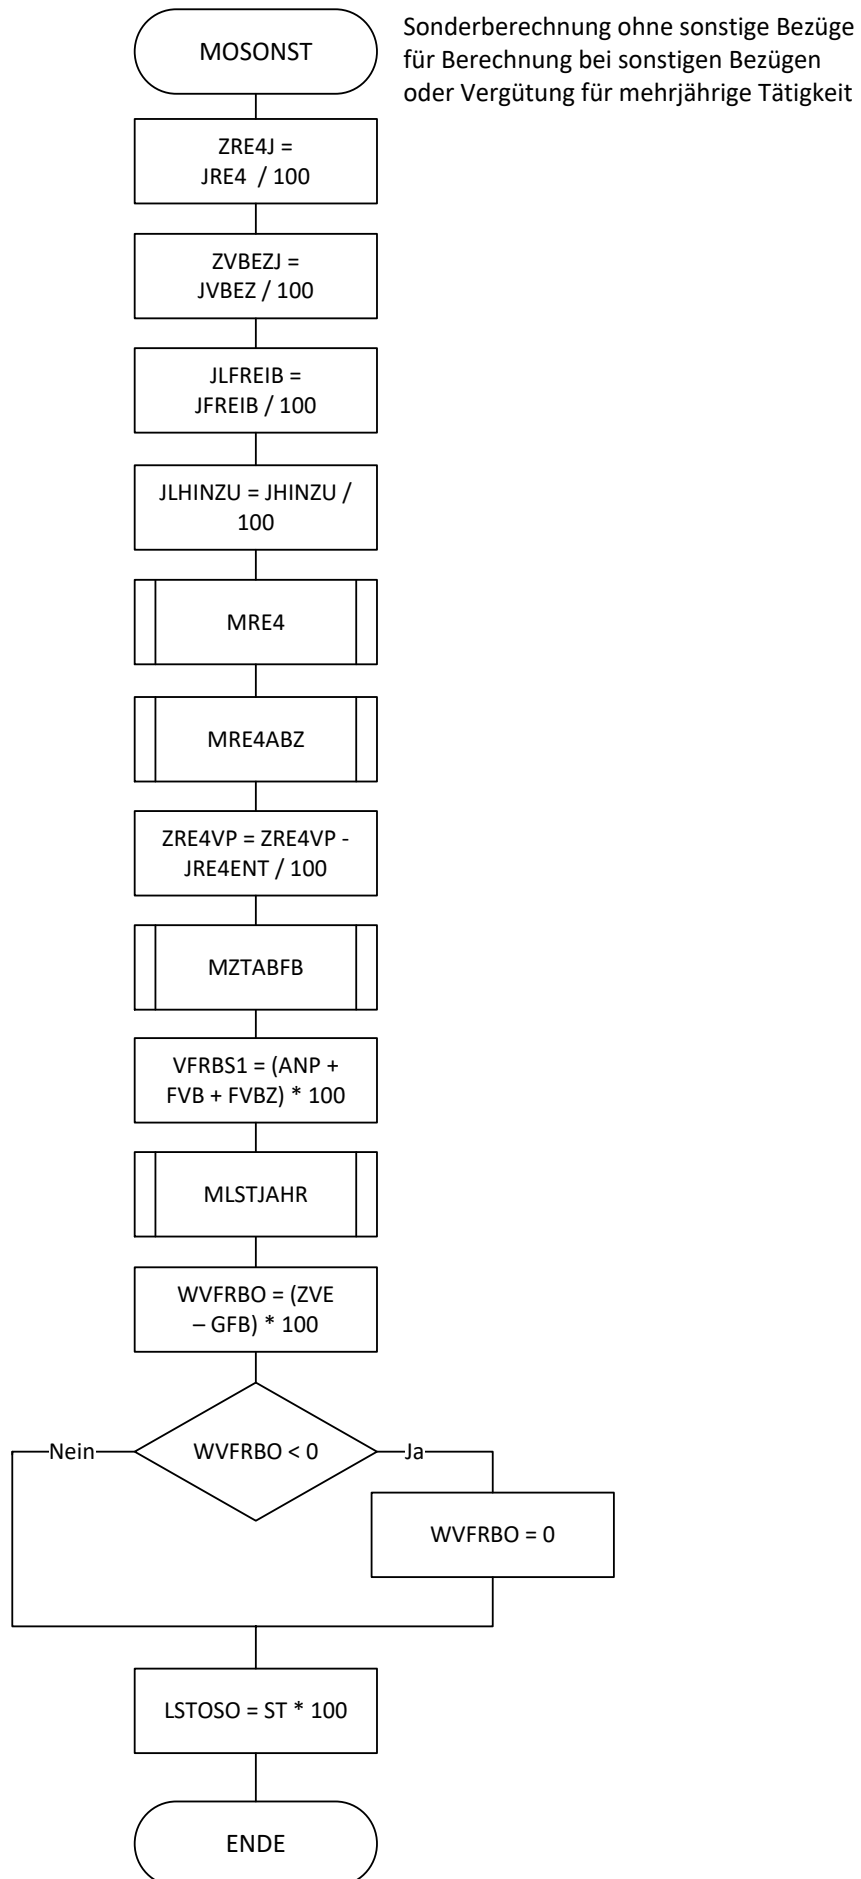 MOSONST
Sonderberechnung ohne sonstige Bezüge
für Berechnung bei sonstigen Bezügen
oder Vergütung für mehrjährige Tätigkeit
ZRE4J =
JRE4 / 100
ZVBEZJ =
JVBEZ / 100
JLFREIB =
JFREIB / 100
JLHINZU = JHINZU /
100
MRE4
MRE4ABZ
ZRE4VP = ZRE4VP -
JRE4ENT / 100
MZTABFB
VFRBS1 = (ANP +
FVB + FVBZ) * 100
MLSTJAHR
WVFRBO = (ZVE
– GFB) * 100
Nein
WVFRBO < 0
Ja
WVFRBO = 0
LSTOSO = ST * 100
ENDE